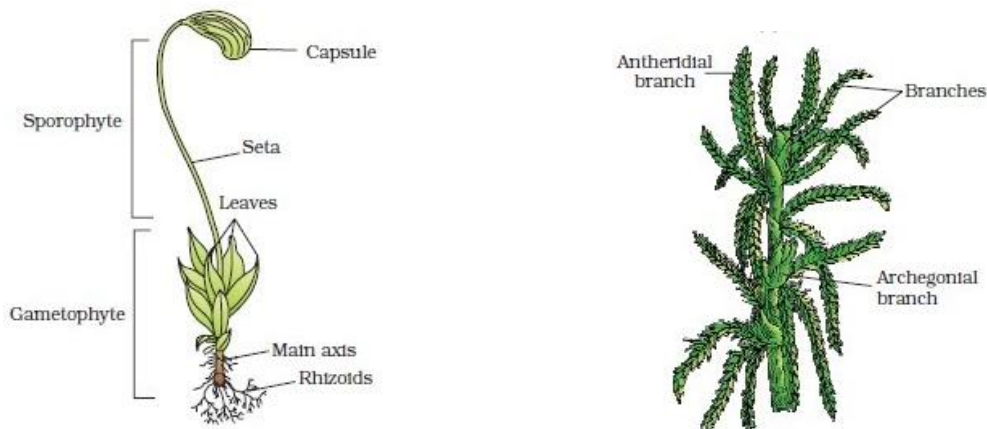 Capsule
Sporophyte
Seta
Leaves
Gametophyte
Main axis
Rhizoids
Antheridial
branch
Branches
Archegonial
branch